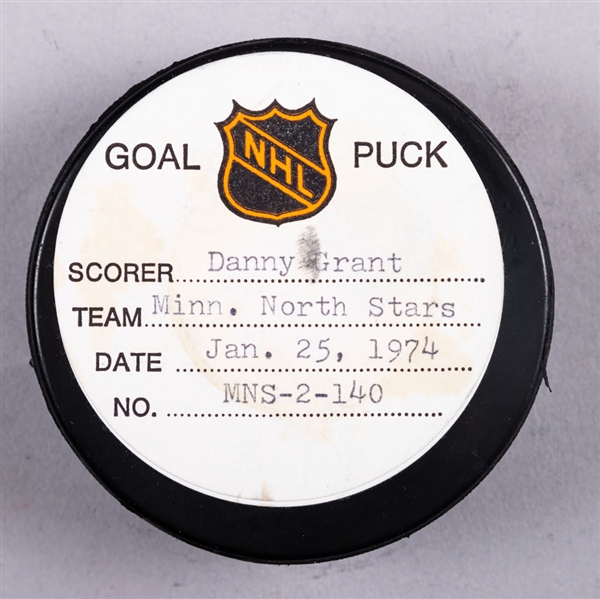 NHL
GOAL PUCK
SCORER Danny Grant
TEAM Minn. North Stars
DATE Jan. 25, 1974
NO. MNS-2-140